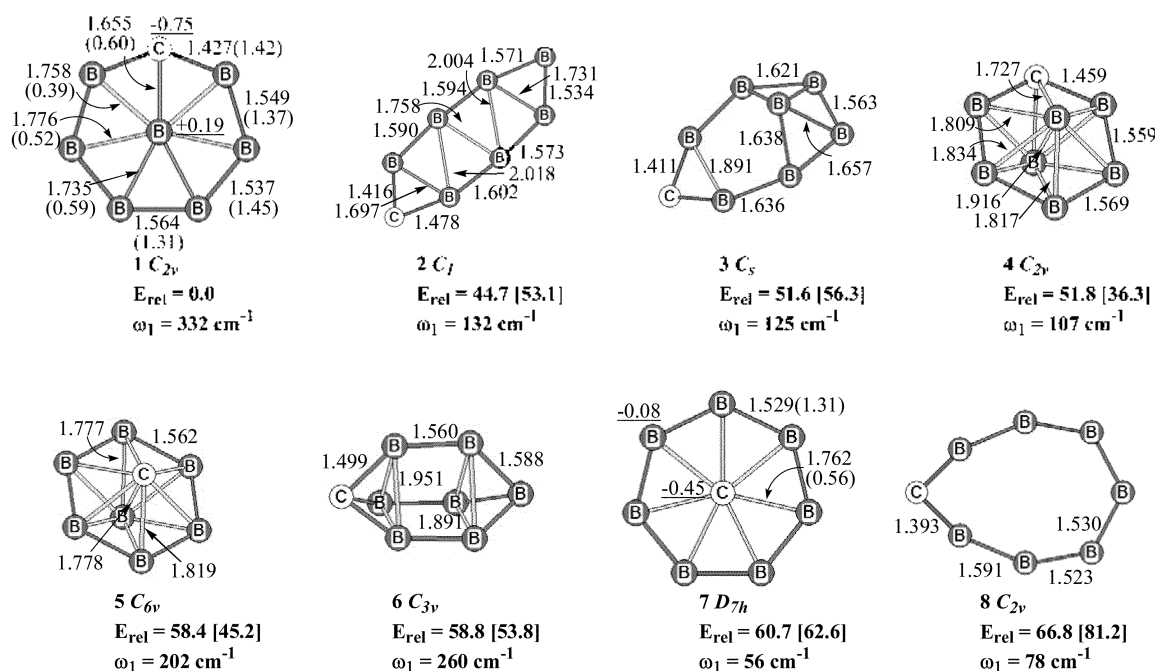 1.655 -0.75
(0.60) C 1.427(1.42)
B B
1.758
(0.39)
1.549
(1.37)
1.776
(0.52)
B B +0.19 B
1.735
(0.59)
1.537
(1.45)
B B
1.564
(1.31)
1 C2v
Erel = 0.0
ω1 = 332 cm-1
2.004 1.571 B
1.594 B 1.731
1.534
1.758 B B
1.590
B B 1.573
1.416 2.018
1.697 B 1.602
C 1.478
2 C1
Erel = 44.7 [53.1]
ω1 = 132 cm-1
1.621
B B
B 1.563
B 1.638 B
1.411 1.891 1.657
B
C B 1.636
3 Cs
Erel = 51.6 [56.3]
ω1 = 125 cm-1
1.727 C 1.459
B B
1.809 B 1.559
1.834 B
B B
1.916 1.569
1.817 B
4 C2v
Erel = 51.8 [36.3]
ω1 = 107 cm-1
1.777 B 1.562
B C B
B B B
1.778 B 1.819
5 C6v
Erel = 58.4 [45.2]
ω1 = 202 cm-1
1.560
B B
1.499 1.588
1.951
C B B B
1.891
B B
6 C3v
Erel = 58.8 [53.8]
ω1 = 260 cm-1
B
-0.08 1.529(1.31)
B B
1.762
(0.56)
-0.45 C
B B
B B
7 D7h
Erel = 60.7 [62.6]
ω1 = 56 cm-1
B B
B
C B
1.393 1.530
B B
1.591 B 1.523
8 C2v
Erel = 66.8 [81.2]
ω1 = 78 cm-1